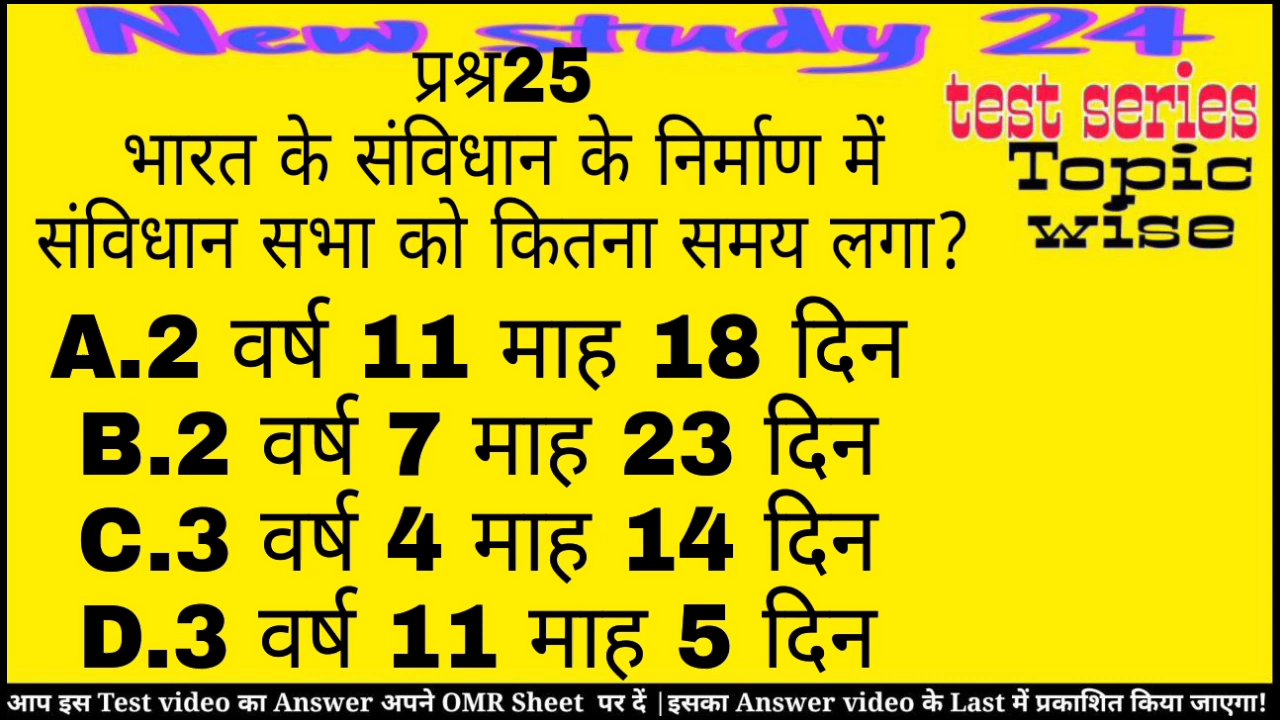 New study 24
प्रश्न25
test series
Topic
wise
भारत के संविधान के निर्माण में
संविधान सभा को कितना समय लगा?
A.2 वर्ष 11 माह 18 दिन
B.2 वर्ष 7 माह 23 दिन
C.3 वर्ष 4 माह 14 दिन
D.3 वर्ष 11 माह 5 दिन
आप इस Test video का Answer अपने OMR Sheet पर दें |इसका Answer video के Last में प्रकाशित किया जाएगा!